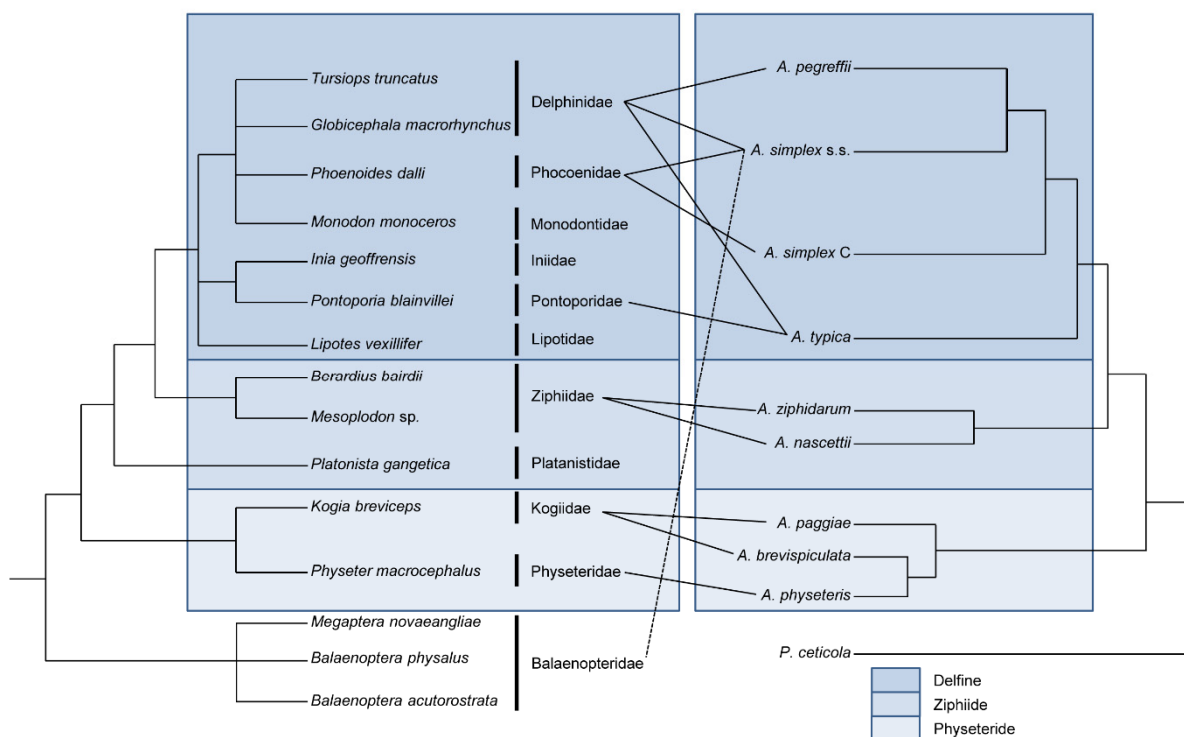 Tursiops truncatus
Globicephala macrorhynchus
Phoenoides dalli
Monodon monoceros
Inia geoffrensis
Pontoporia blainvillei
Lipotes vexillifer
Berardius bairdii
Mesoplodon sp.
Platonista gangetica
Kogia breviceps
Physeter macrocephalus
Megaptera novaeangliae
Balaenoptera physalus
Balaenoptera acutorostrata
Delphinidae
Phocoenidae
Monodontidae
Iniidae
Pontoporidae
Lipotidae
Ziphiidae
Platanistidae
Kogiidae
Physeteridae
Balaenopteridae
A. pegreffii
A. simplex s.s.
A. simplex C
A. typica
A. ziphidarum
A. nascettii
A. paggiae
A. brevispiculata
A. physeteris
P. ceticola
Delfine
Ziphiide
Physeteride